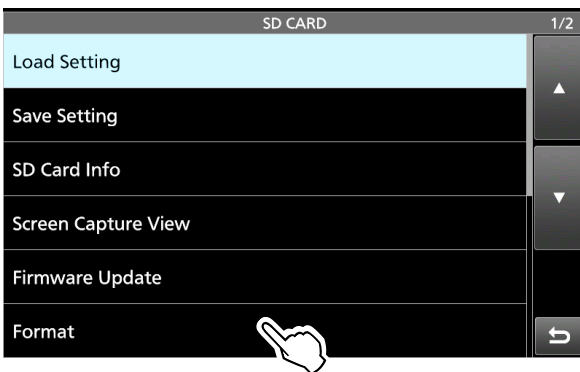 SD CARD 1/2
Load Setting
Save Setting
SD Card Info
Screen Capture View
Firmware Update
Format